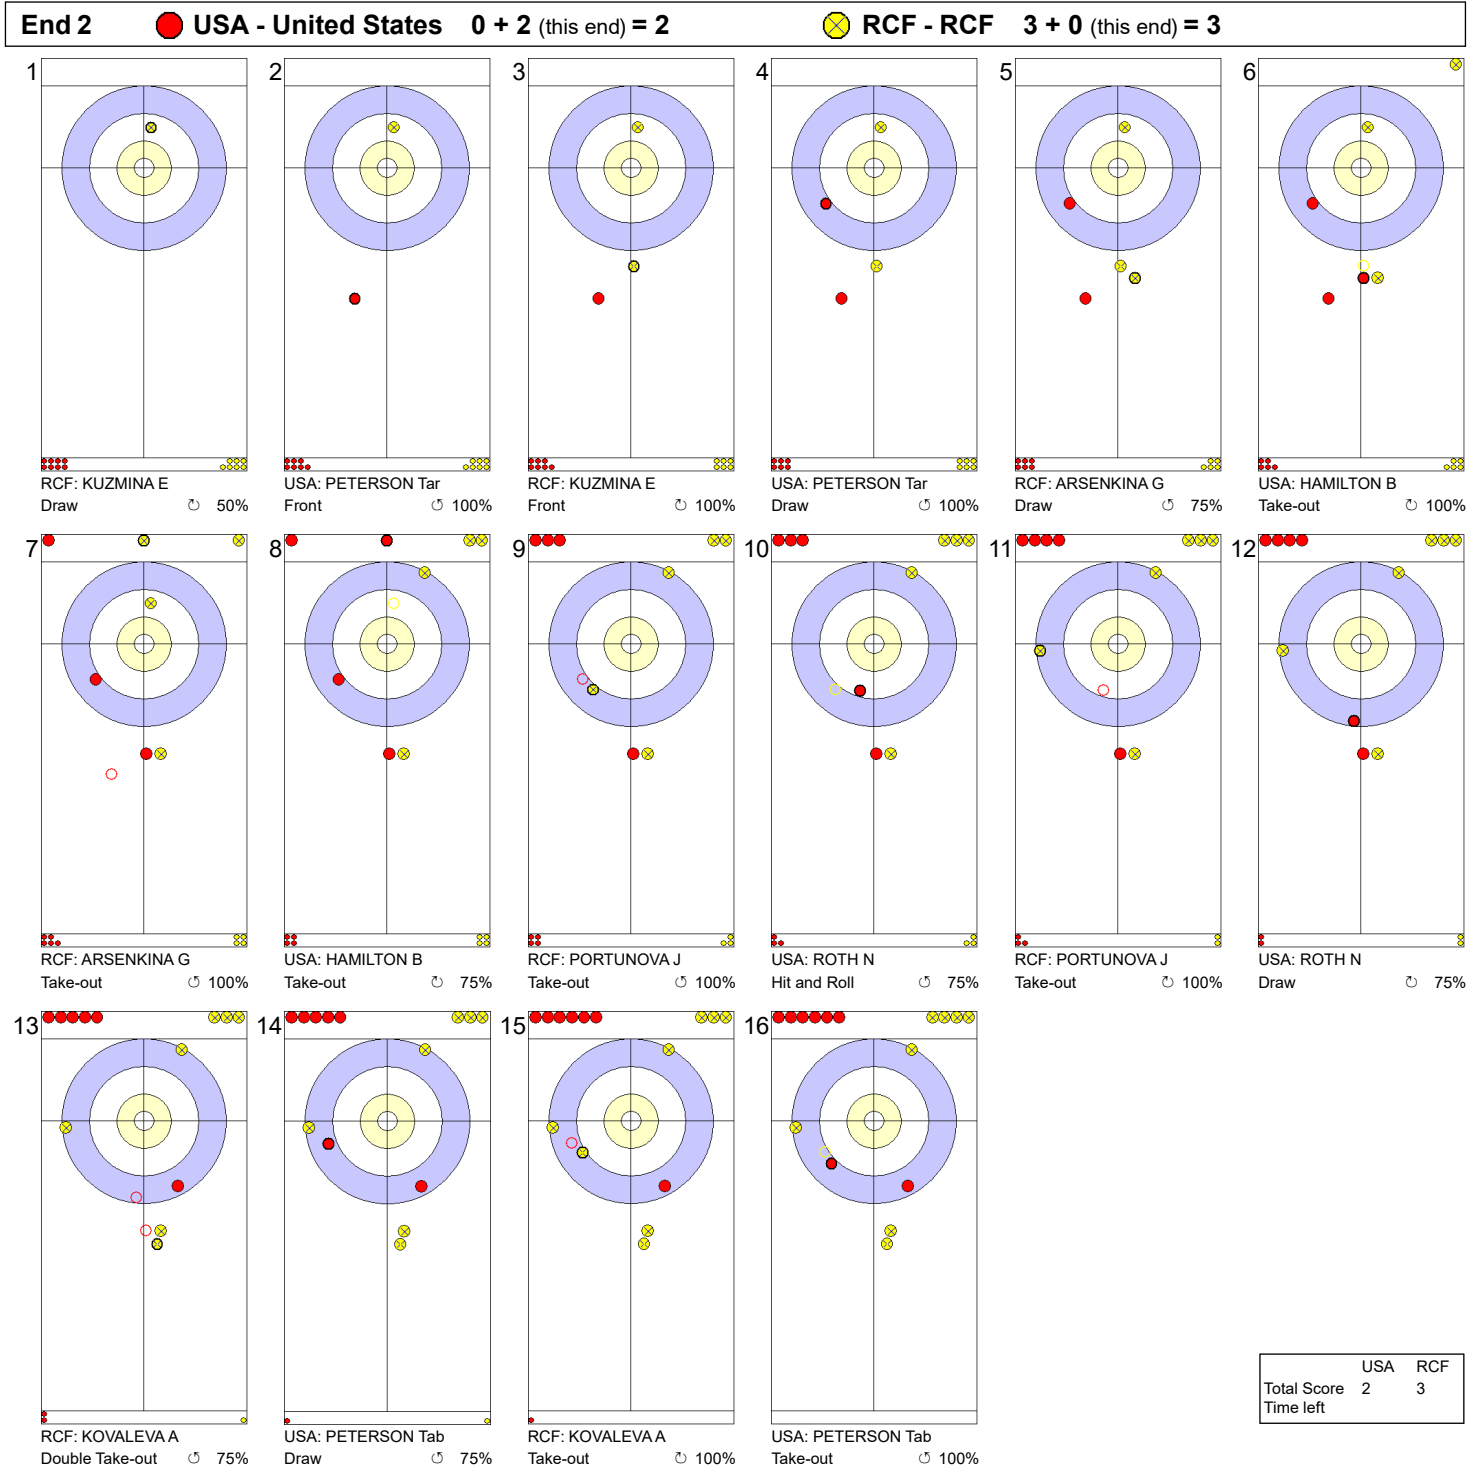 End 2 USA - United States 0 + 2 (this end) = 2 RCF - RCF 3 + 0 (this end) = 3
1 2 3 4 5 6
RCF: KUZMINA E USA: PETERSON Tar RCF: KUZMINA E USA: PETERSON Tar RCF: ARSENKINA G USA: HAMILTON B
Draw ↻ 50% Front ↺ 100% Front ↻ 100% Draw ↺ 100% Draw ↻ 75% Take-out ↻ 100%
7 8 9 10 11 12
RCF: ARSENKINA G USA: HAMILTON B RCF: PORTUNOVA J USA: ROTH N RCF: PORTUNOVA J USA: ROTH N
Take-out ↺ 100% Take-out ↺ 75% Take-out ↺ 100% Hit and Roll ↺ 75% Take-out ↺ 100% Draw ↻ 75%
13 14 15 16
RCF: KOVALEVA A USA: PETERSON Tab RCF: KOVALEVA A USA: PETERSON Tab
Double Take-out ↺ 75% Draw ↺ 75% Take-out ↻ 100% Take-out ↺ 100%
USA RCF
Total Score 2 3
Time left